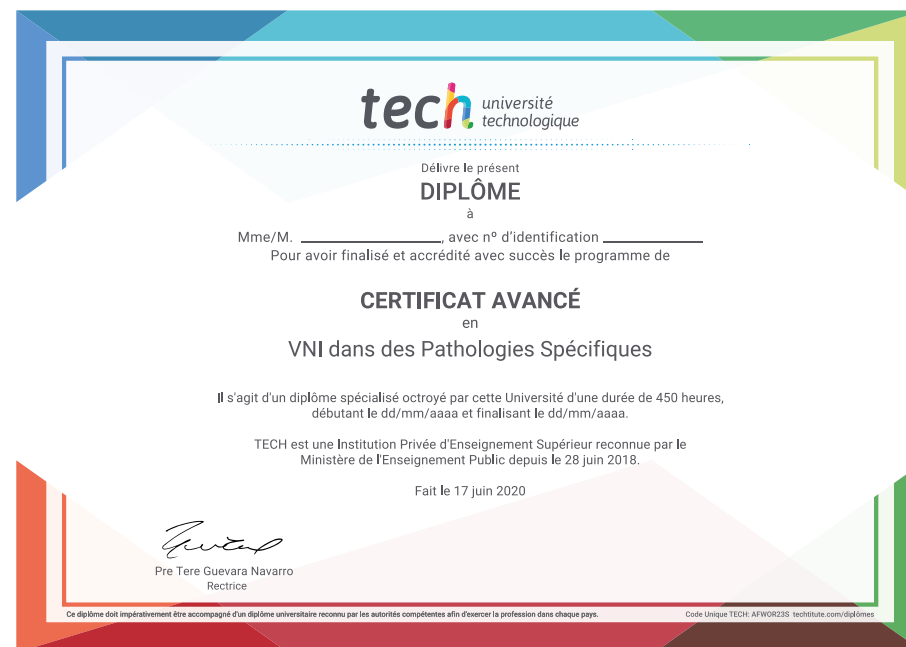 tech université
technologique
Délivre le présent
DIPLÔME
à
Mme/M. ____________________, avec nº d'identification ______________
Pour avoir finalisé et accrédité avec succès le programme de
CERTIFICAT AVANCÉ
en
VNI dans des Pathologies Spécifiques
Il s'agit d'un diplôme spécialisé octroyé par cette Université d'une durée de 450 heures,
débutant le dd/mm/aaaa et finalisant le dd/mm/aaaa.
TECH est une Institution Privée d'Enseignement Supérieur reconnue par le
Ministère de l'Enseignement Public depuis le 28 juin 2018.
Fait le 17 juin 2020
Pre Tere Guevara Navarro
Rectrice
Ce diplôme doit impérativement être accompagné d'un diplôme universitaire reconnu par les autorités compétentes afin d'exercer la profession dans chaque pays.
Code Unique TECH: AFWOR23S techtitute.com/diplômes